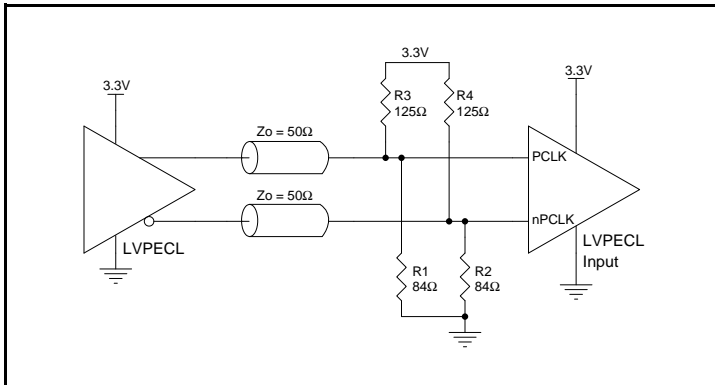 3.3V
3.3V
3.3V
R3
125Ω
R4
125Ω
Zo = 50Ω
PCLK
Zo = 50Ω
nPCLK
LVPECL
LVPECL
Input
R1
84Ω
R2
84Ω